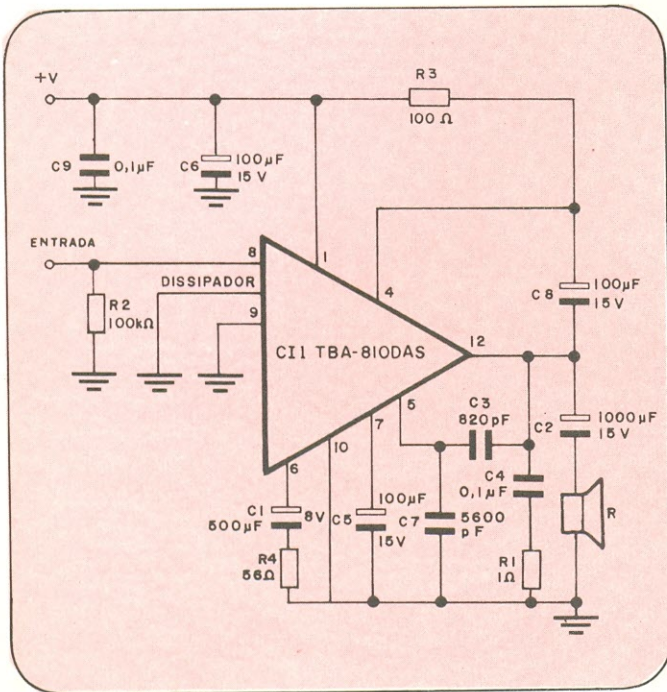 +V
R3
100 Ω
C9
0,1µF
C6
100µF
15 V
ENTRADA
8
1
4
DISSIPADOR
R2
100kΩ
9
C8
100µF
15V
12
CI1 TBA-810DAS
5
C3
820pF
7
10
6
C2
1000µF
15V
C4
0,1µF
C1
500µF
8V
C5
100µF
15V
C7
5600
pF
R
R4
56Ω
R1
1Ω